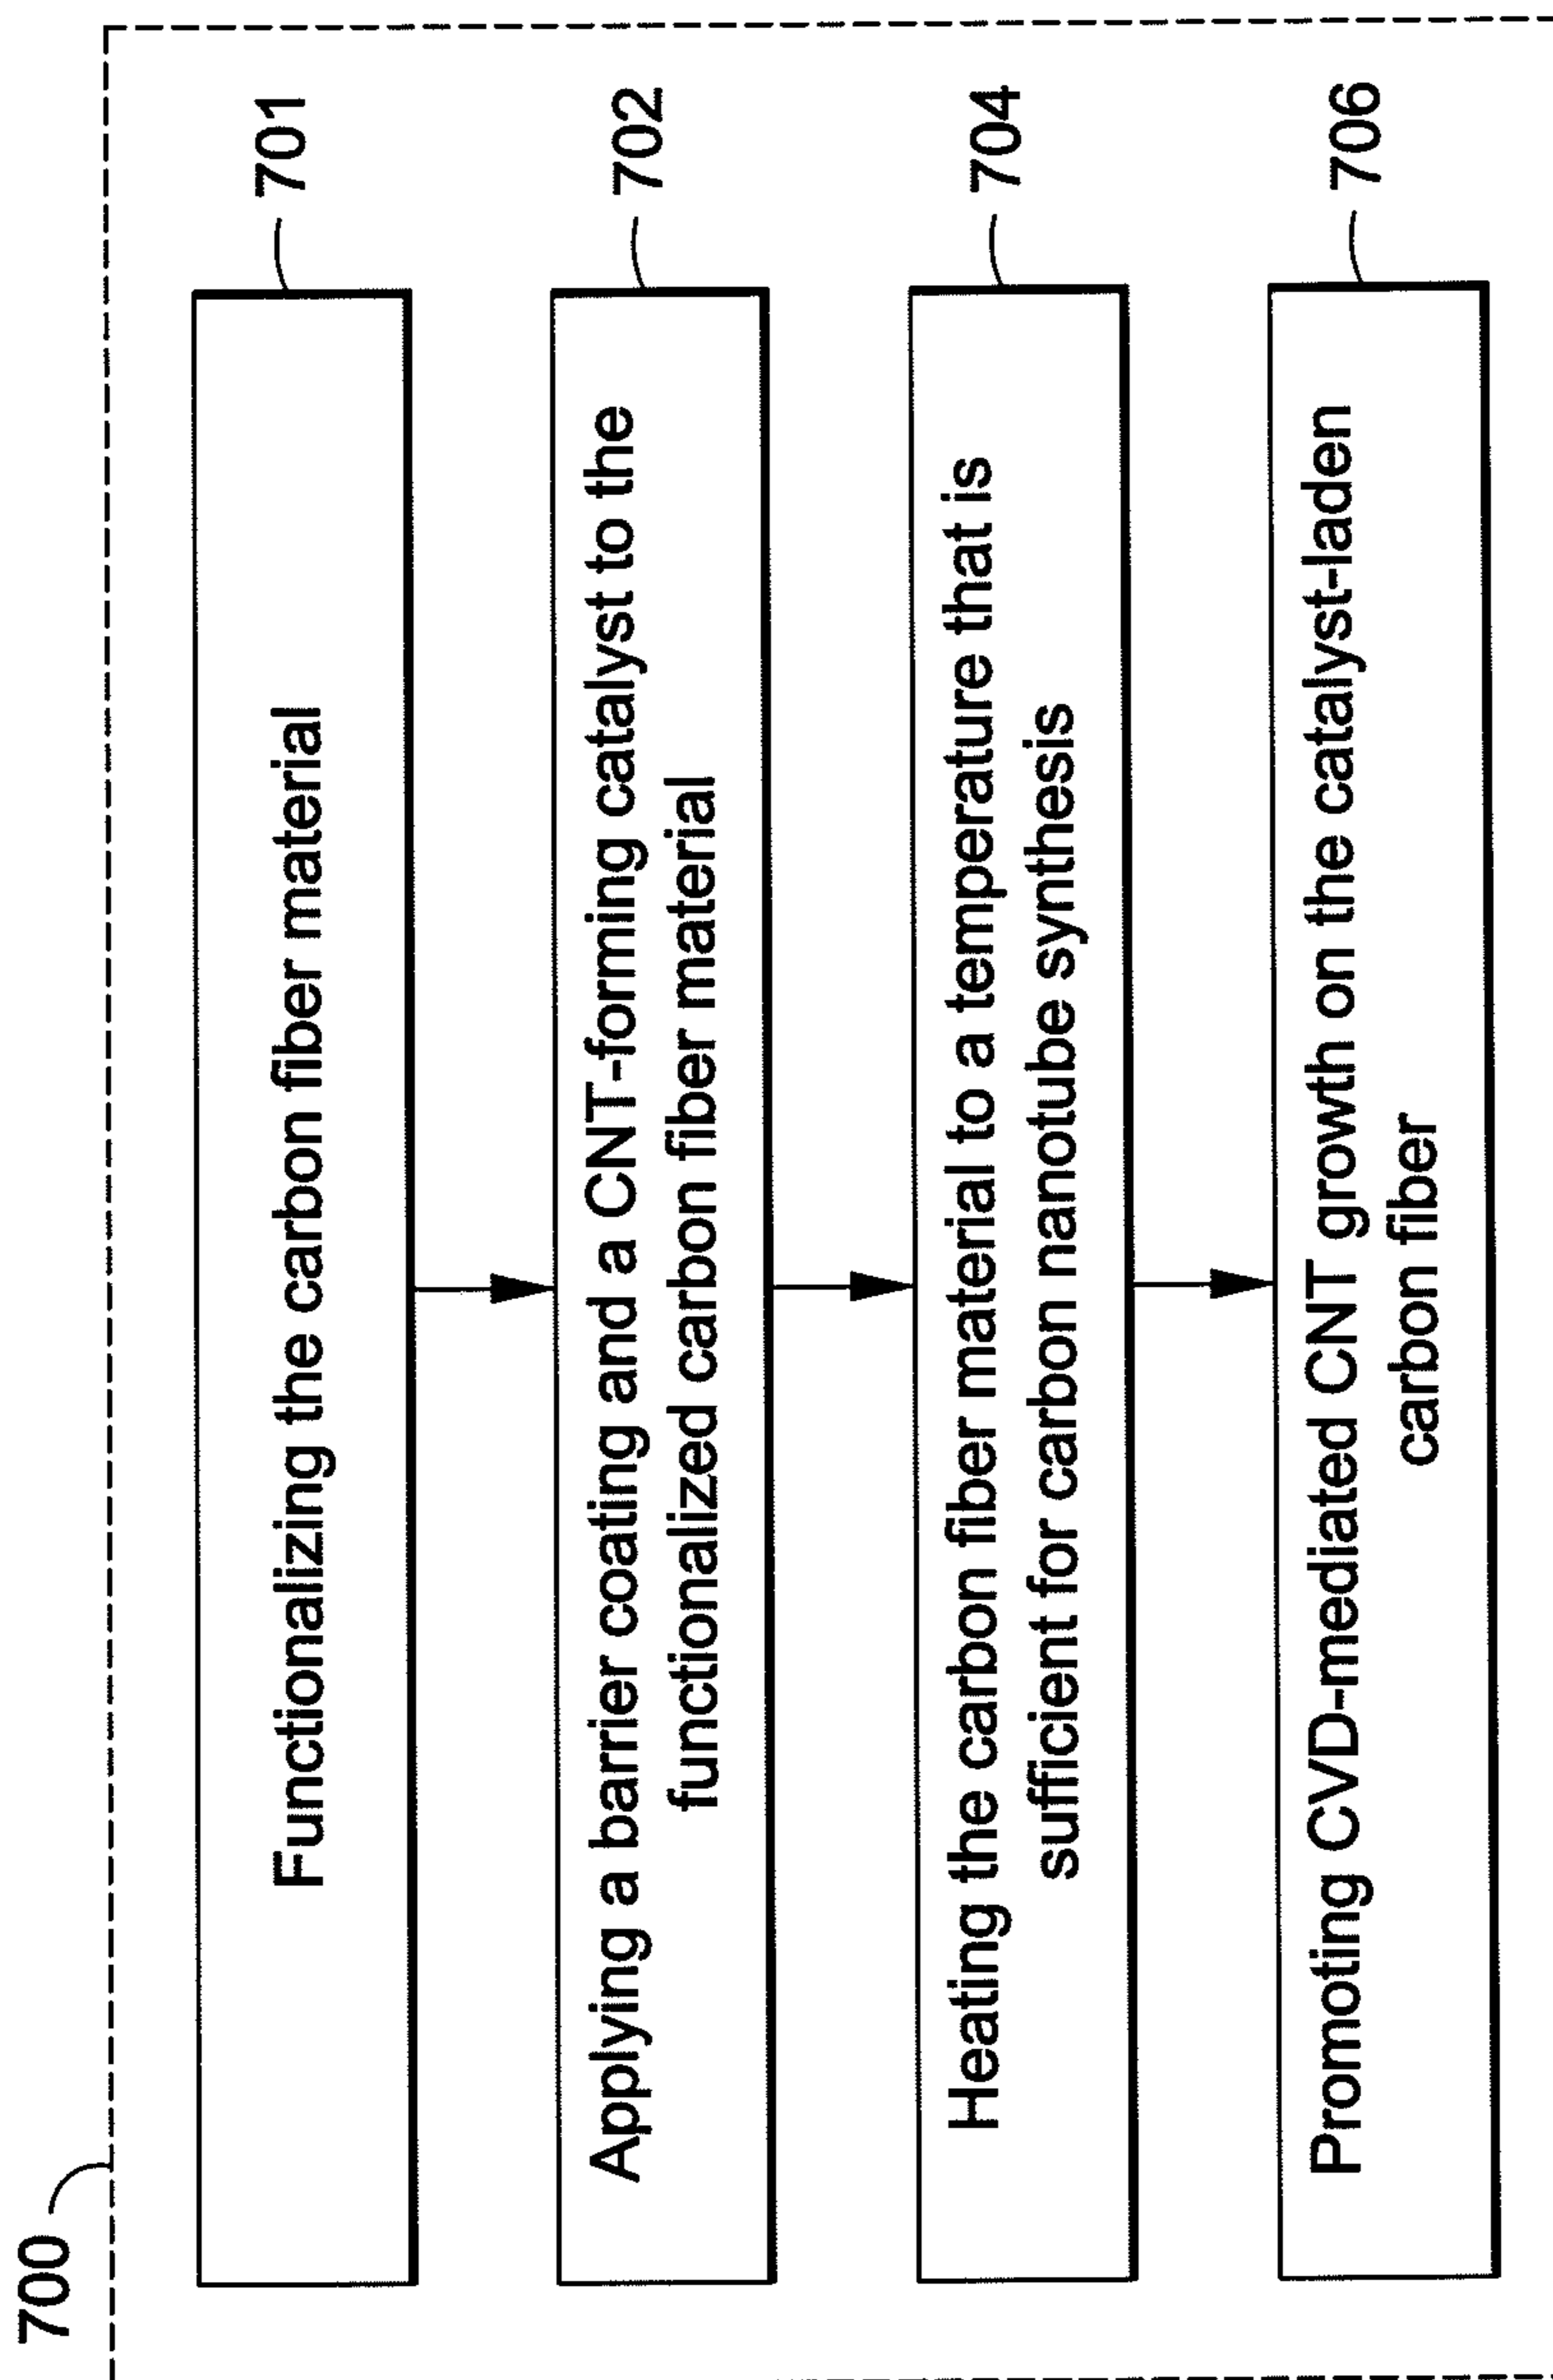 700
Functionalizing the carbon fiber material
701
Applying a barrier coating and a CNT-forming catalyst to the
functionalized carbon fiber material
702
Heating the carbon fiber material to a temperature that is
sufficient for carbon nanotube synthesis
704
Promoting CVD-mediated CNT growth on the catalyst-laden
carbon fiber
706